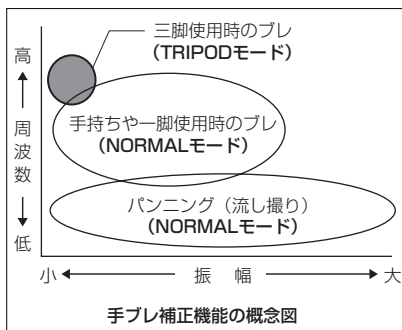 三脚使用時のブレ
(TRIPODモード)
高
周波数
低
手持ちや一脚使用時のブレ
(NORMALモード)
パンニング(流し撮り)
(NORMALモード)
小 振幅 大
手ブレ補正機能の概念図